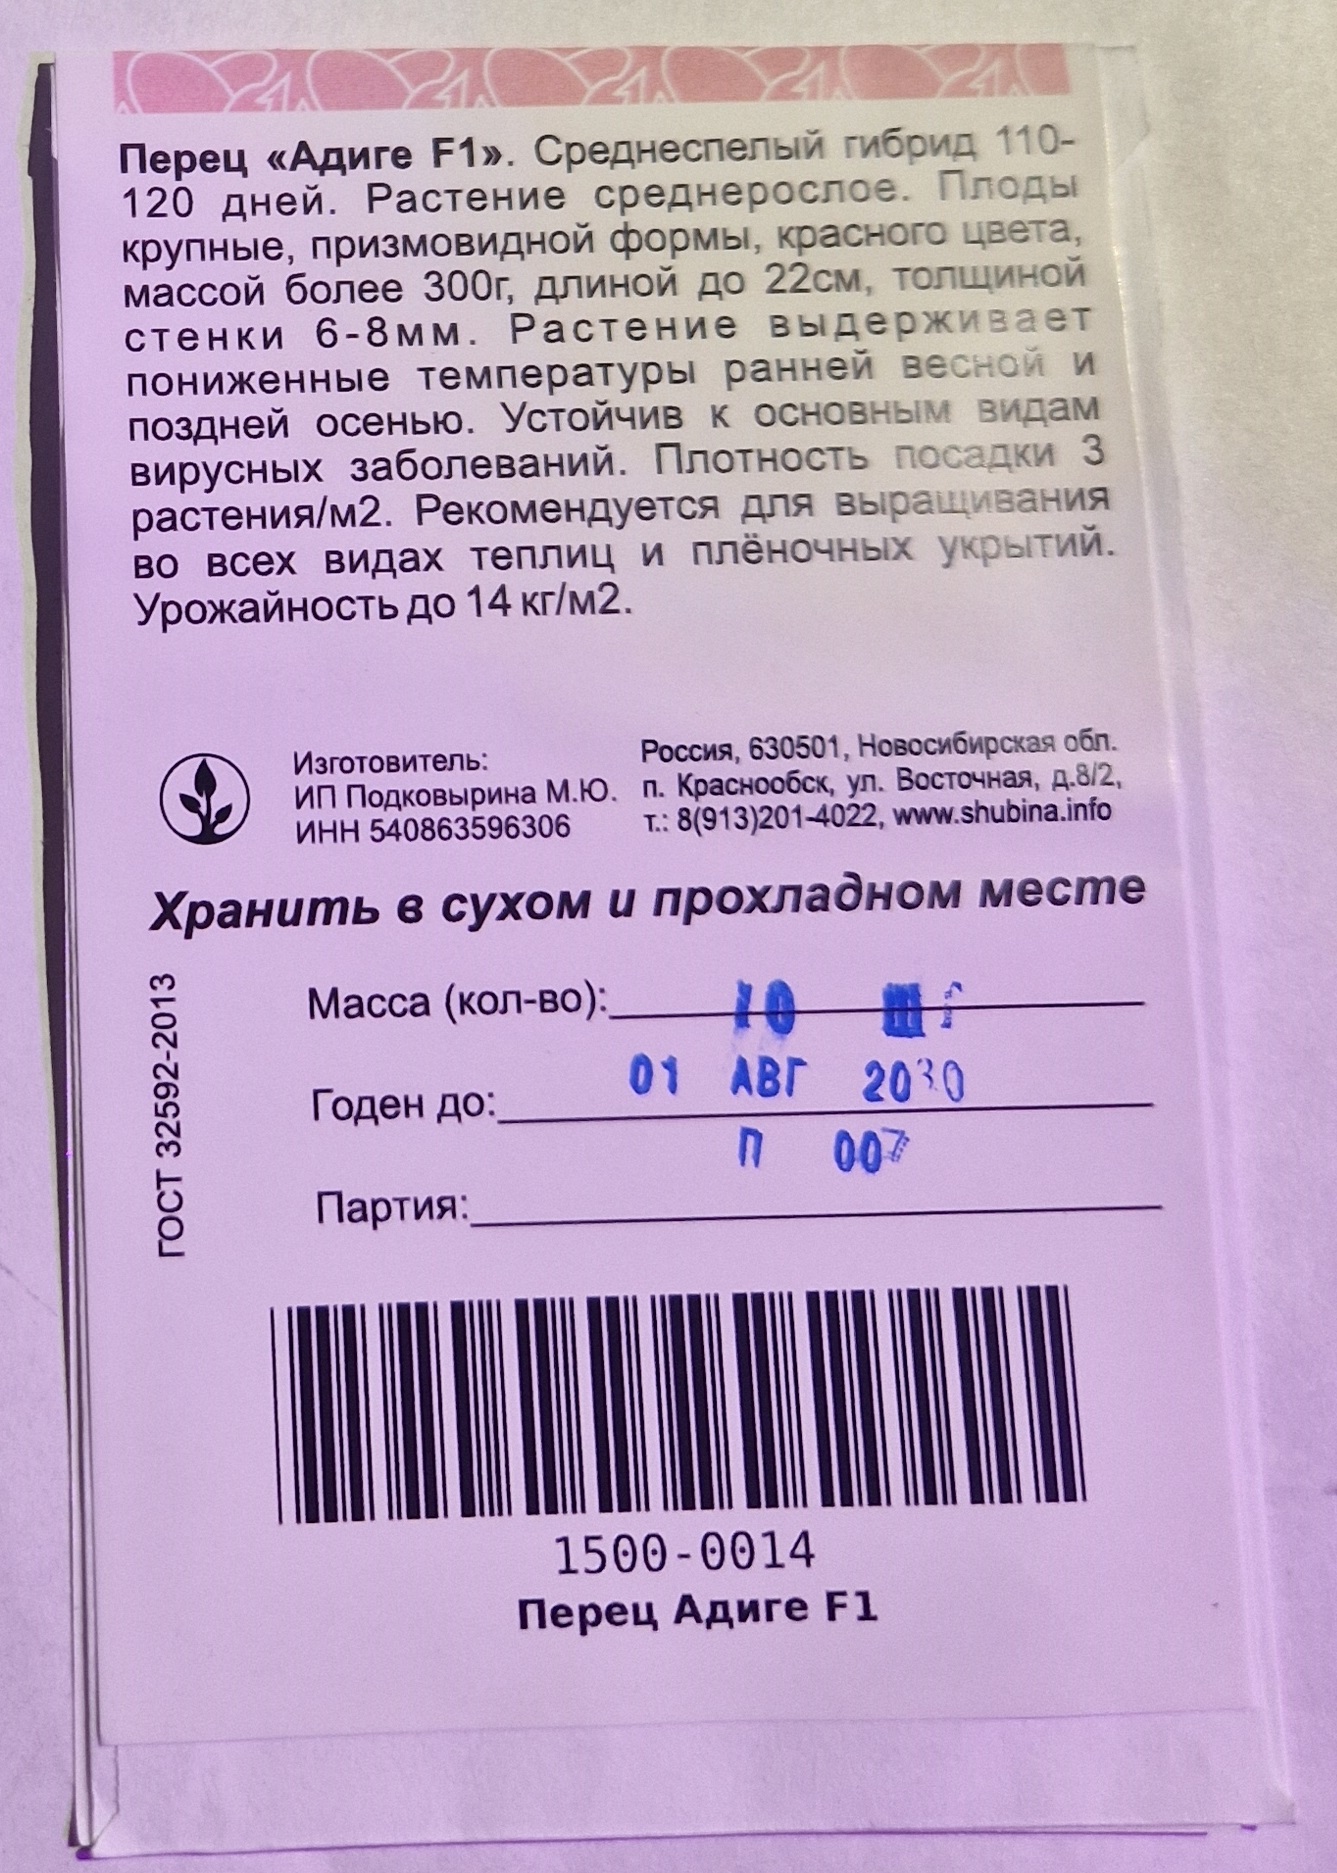 Перец «Адиге F1». Среднеспелый гибрид 110-
120 дней. Растение среднерослое. Плоды
крупные, призмовидной формы, красного цвета,
массой более 300г, длиной до 22см, толщиной
стенки 6-8мм. Растение выдерживает
пониженные температуры ранней весной и
поздней осенью. Устойчив к основным видам
вирусных заболеваний. Плотность посадки 3
растения/м2. Рекомендуется для выращивания
во всех видах теплиц и плёночных укрытий.
Урожайность до 14 кг/м2.
Изготовитель:
ИП Подковырина М.Ю.
ИНН 540863596306
Россия, 630501, Новосибирская обл.
п. Краснообск, ул. Восточная, д.8/2,
т.: 8(913)201-4022, www.shubina.info
Хранить в сухом и прохладном месте
ГОСТ 32592-2013
Масса (кол-во): 10
Годен до: 01 АВГ 2030
П 007
Партия:
1500-0014
Перец Адиге F1